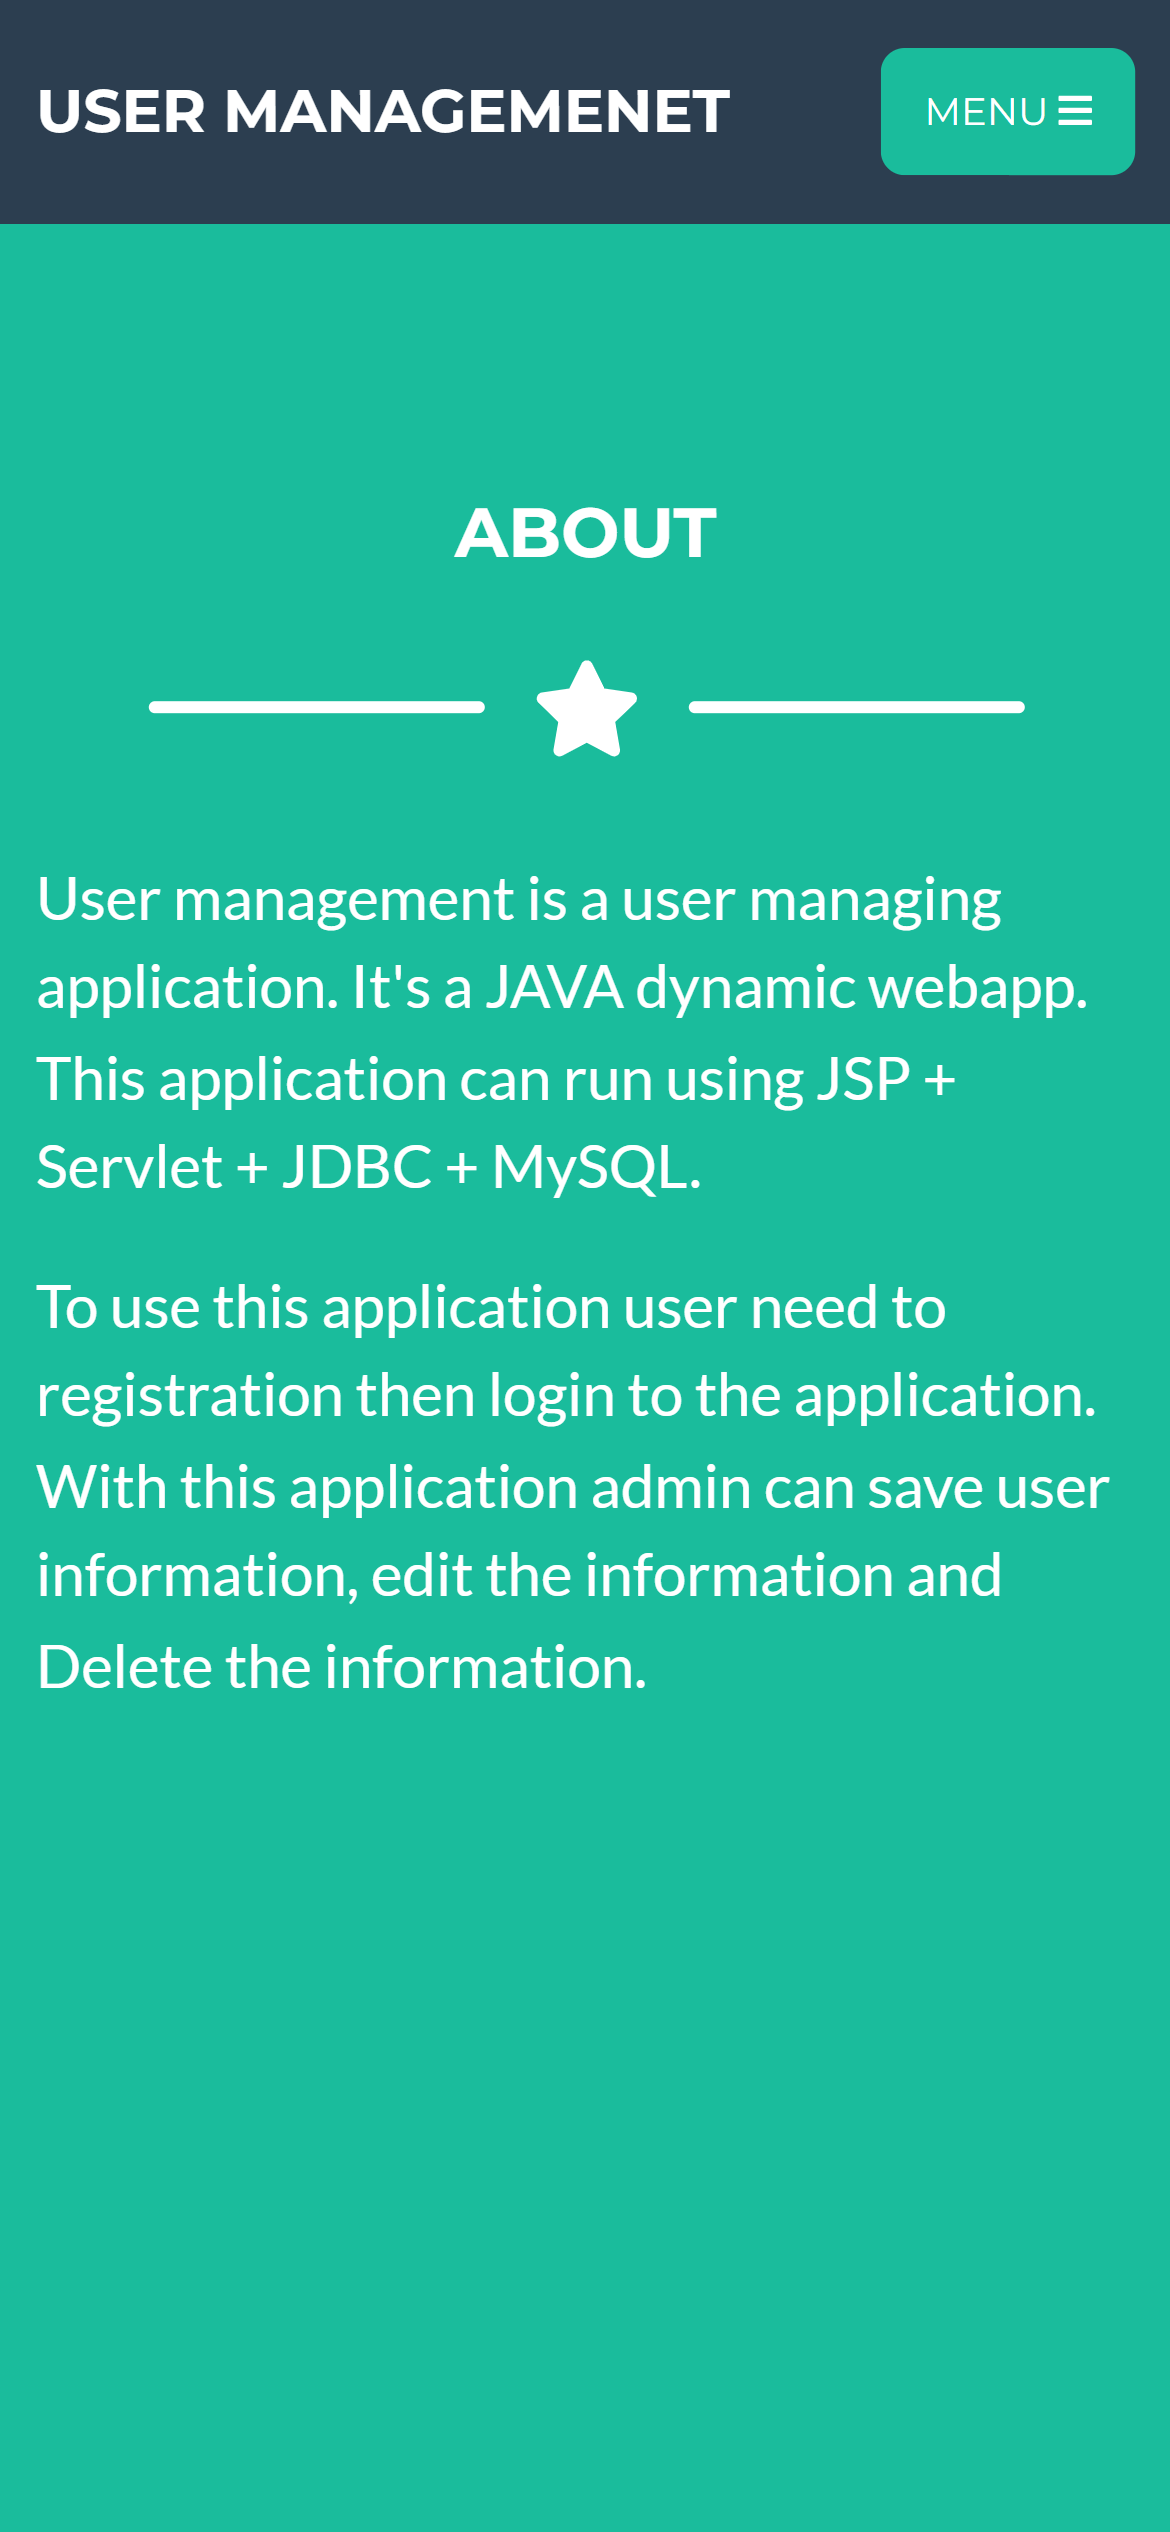 USER MANAGEMENET
MENU
ABOUT
User management is a user managing
application. It's a JAVA dynamic webapp.
This application can run using JSP +
Servlet + JDBC + MySQL.
To use this application user need to
registration then login to the application.
With this application admin can save user
information, edit the information and
Delete the information.